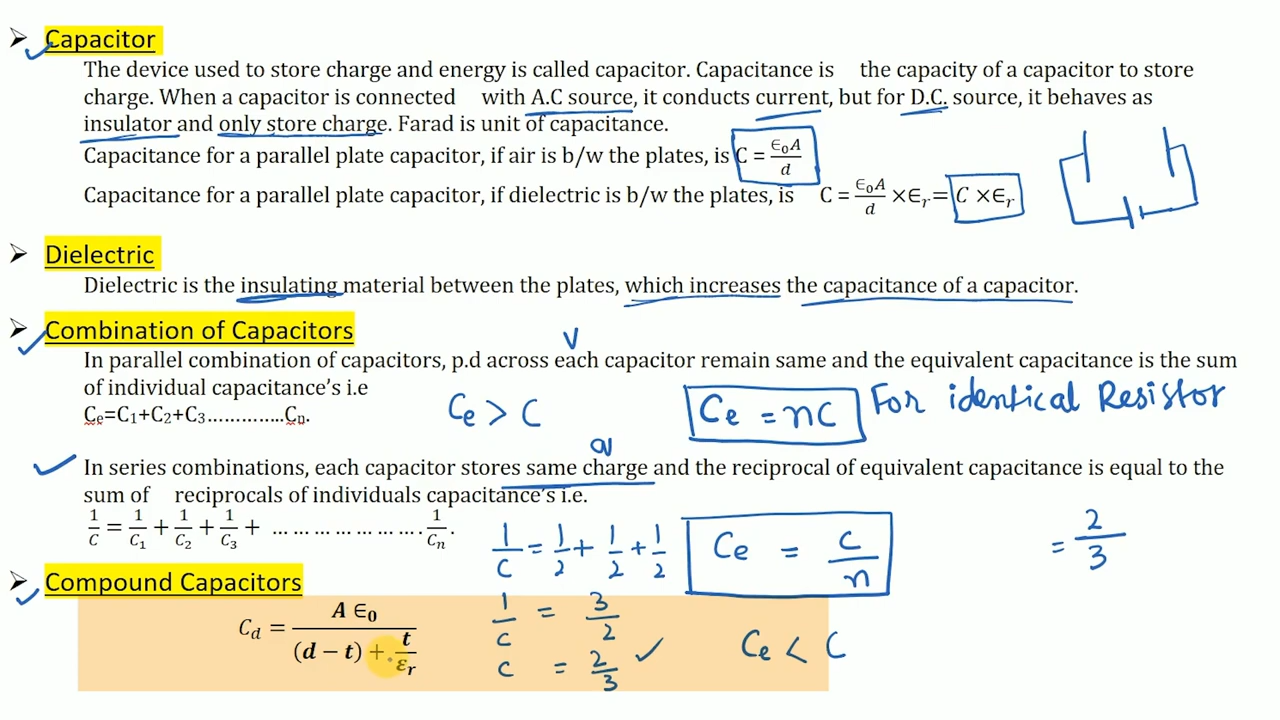 Capacitor
The device used to store charge and energy is called capacitor. Capacitance is the capacity of a capacitor to store
charge. When a capacitor is connected with A.C source, it conducts current, but for D.C. source, it behaves as
insulator and only store charge. Farad is unit of capacitance.
Capacitance for a parallel plate capacitor, if air is b/w the plates, is C = ∈₀A/d
Capacitance for a parallel plate capacitor, if dielectric is b/w the plates, is C = ∈₀A/d ×∈ᵣ= C ×∈ᵣ
Dielectric
Dielectric is the insulating material between the plates, which increases the capacitance of a capacitor.
Combination of Capacitors
V
In parallel combination of capacitors, p.d across each capacitor remain same and the equivalent capacitance is the sum
of individual capacitance's i.e
Cₑ=C₁+C₂+C₃………….Cₙ.
Ce > C
Ce = nC
For identical Resistor
In series combinations, each capacitor stores same charge and the reciprocal of equivalent capacitance is equal to the
sum of reciprocals of individuals capacitance's i.e.
1/C = 1/C₁ + 1/C₂ + 1/C₃ + … … … … … … … . 1/Cₙ.
1/C = 1/2 + 1/2 + 1/2
Ce = C/n
= 2/3
Compound Capacitors
C_d = A ∈₀ / ((d − t) + t/εᵣ)
1/C = 3/2
C = 2/3
Ce < C